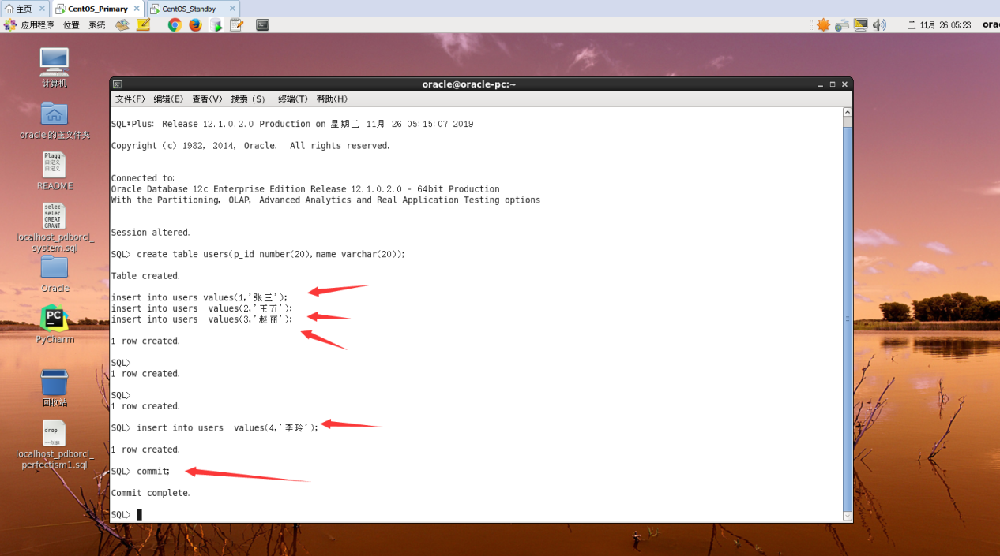 主页
CentOS_Primary
CentOS_Standby
应用程序 位置 系统
二 11月 26 05:23 orac
计算机
oracle 的主文件夹
Plagg
自定义
自定义
README
selec
selec
CREAT
GRANT
localhost_pdborcl_
system.sql
Oracle
PC
PyCharm
回收站
drop
localhost_pdborcl_
perfectism1.sql
oracle@oracle-pc:~
文件(F) 编辑(E) 查看(V) 搜索 (S) 终端(T) 帮助(H)
SQL*Plus: Release 12.1.0.2.0 Production on 星期二 11月 26 05:15:07 2019
Copyright (c) 1982, 2014, Oracle. All rights reserved.
Connected to:
Oracle Database 12c Enterprise Edition Release 12.1.0.2.0 - 64bit Production
With the Partitioning, OLAP, Advanced Analytics and Real Application Testing options
Session altered.
SQL> create table users(p_id number(20),name varchar(20));
Table created.
insert into users values(1,'张三');
insert into users  values(2,'王五');
insert into users  values(3,'赵丽');
1 row created.
SQL>
1 row created.
SQL>
1 row created.
SQL> insert into users  values(4,'李玲');
1 row created.
SQL> commit;
Commit complete.
SQL>